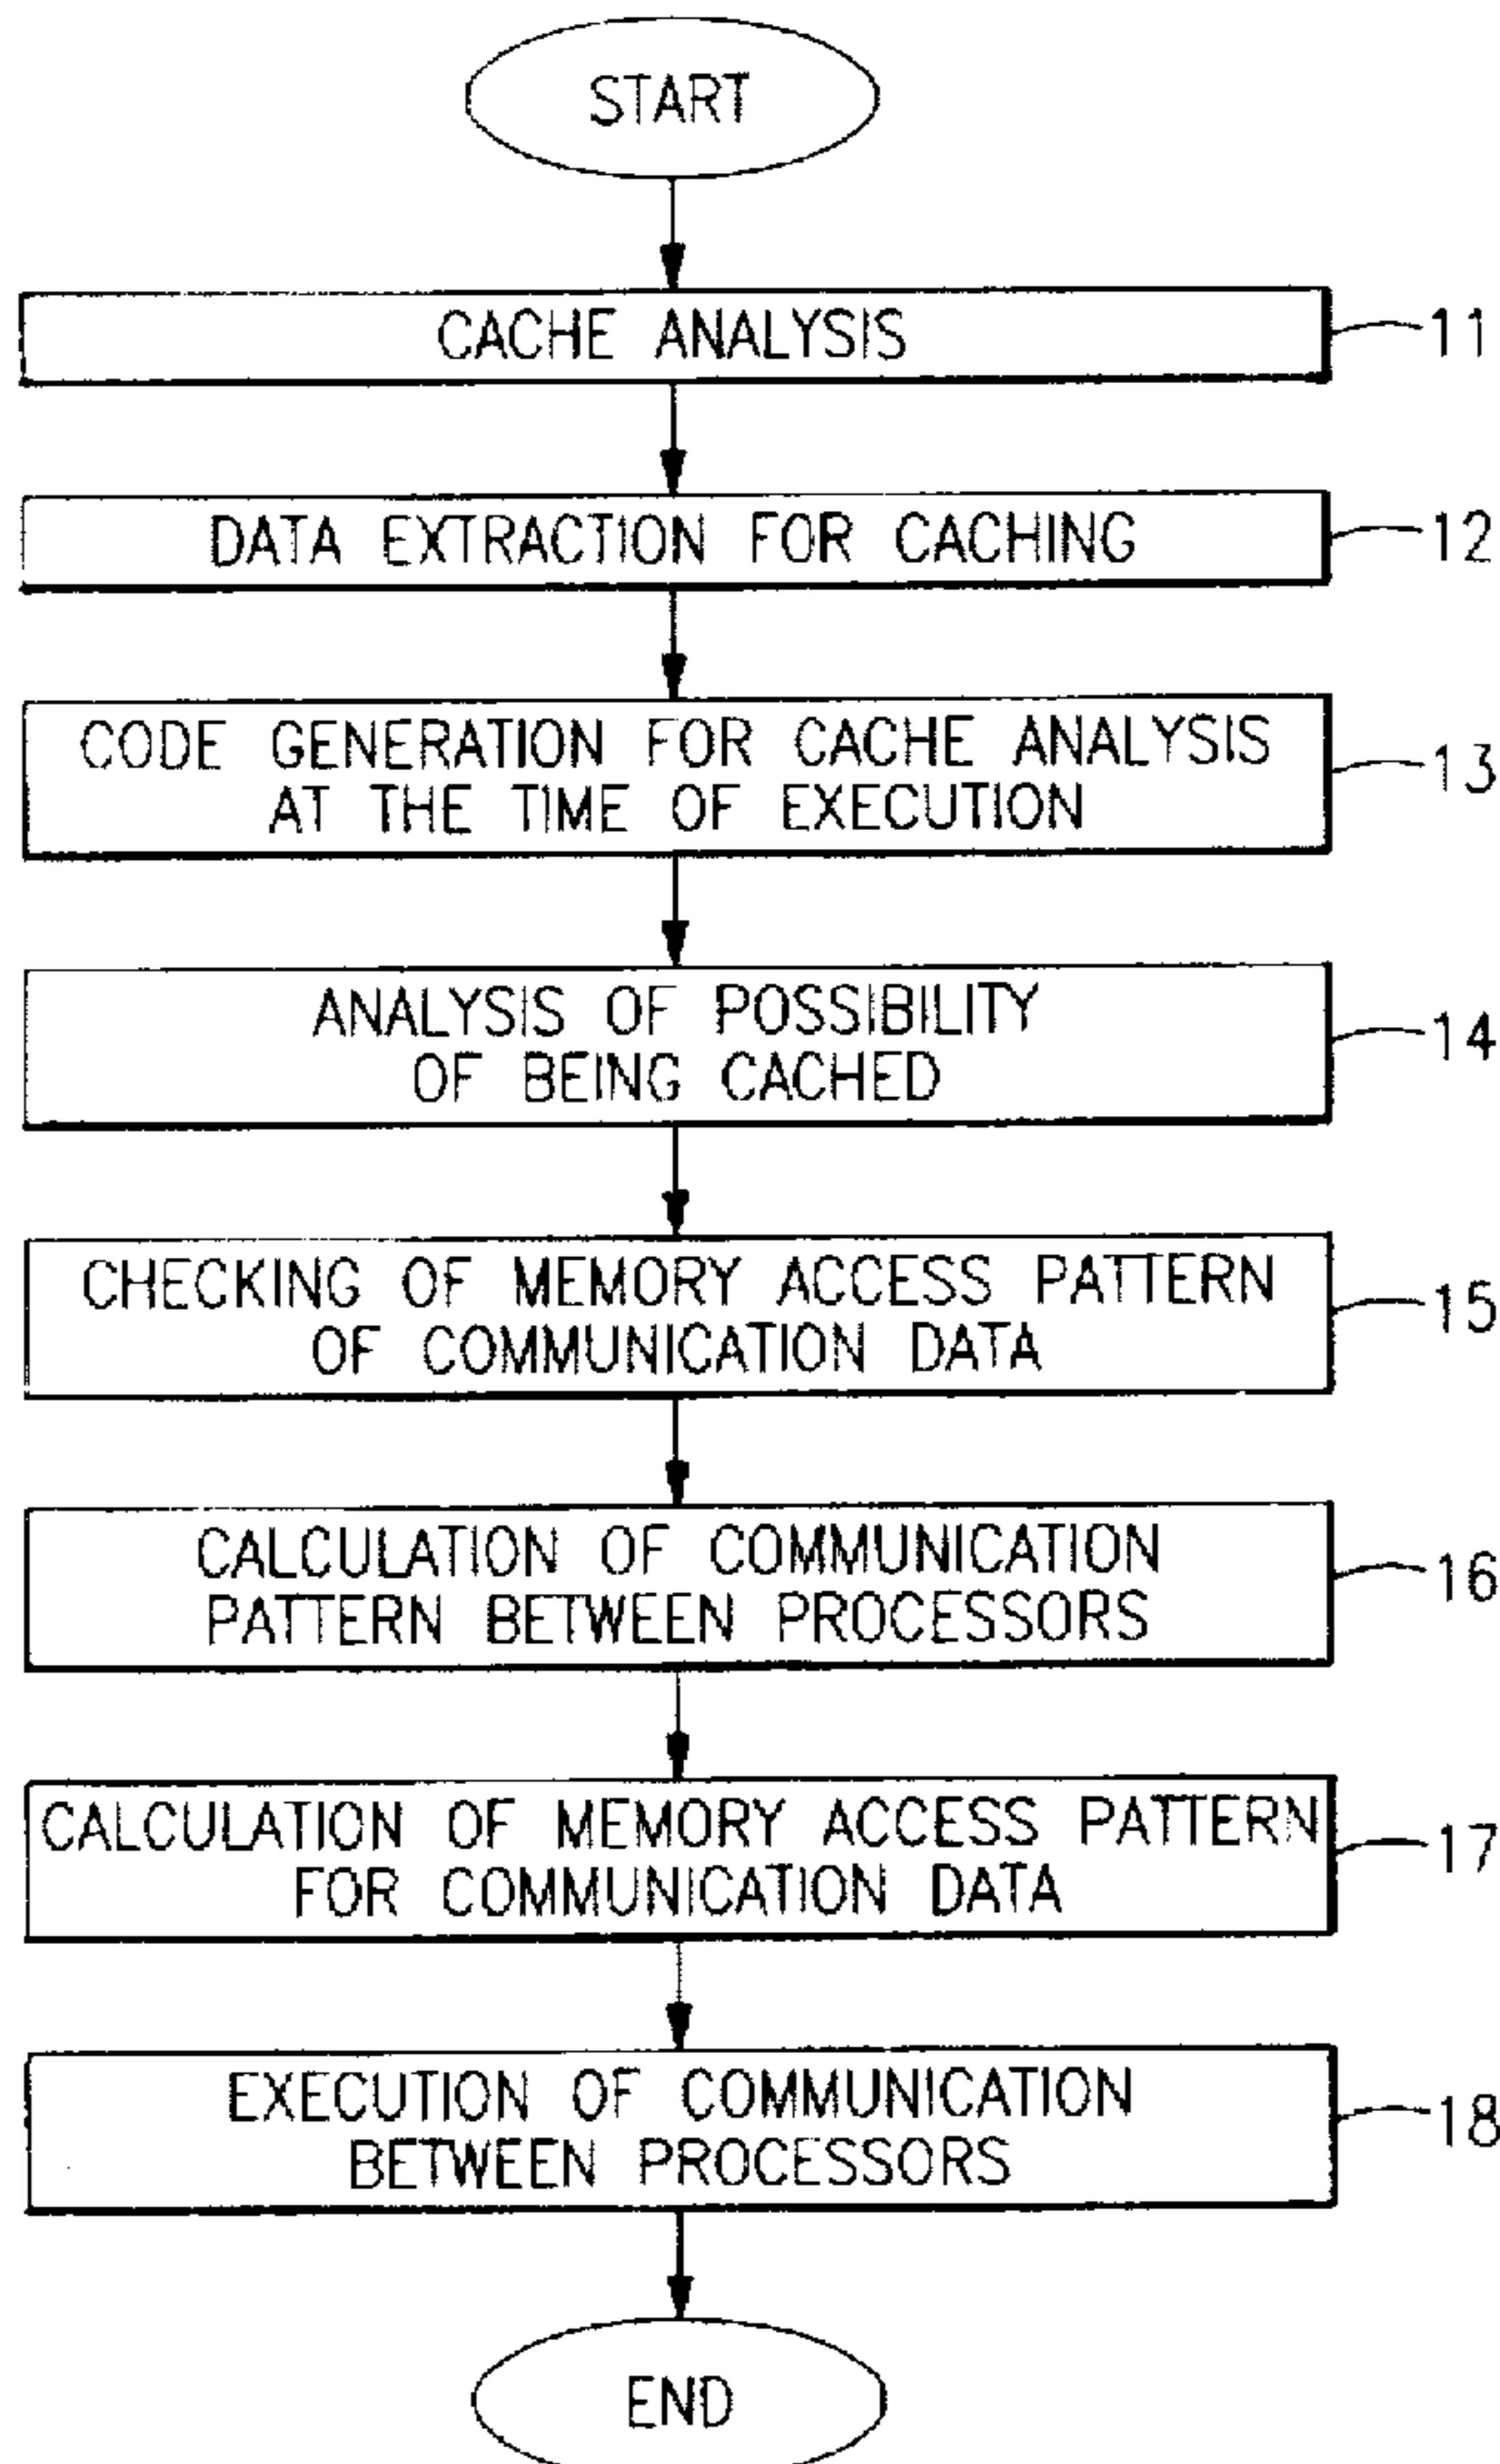 START
CACHE ANALYSIS
11
DATA EXTRACTION FOR CACHING
12
CODE GENERATION FOR CACHE ANALYSIS
AT THE TIME OF EXECUTION
13
ANALYSIS OF POSSIBILITY
OF BEING CACHED
14
CHECKING OF MEMORY ACCESS PATTERN
OF COMMUNICATION DATA
15
CALCULATION OF COMMUNICATION
PATTERN BETWEEN PROCESSORS
16
CALCULATION OF MEMORY ACCESS PATTERN
FOR COMMUNICATION DATA
17
EXECUTION OF COMMUNICATION
BETWEEN PROCESSORS
18
END